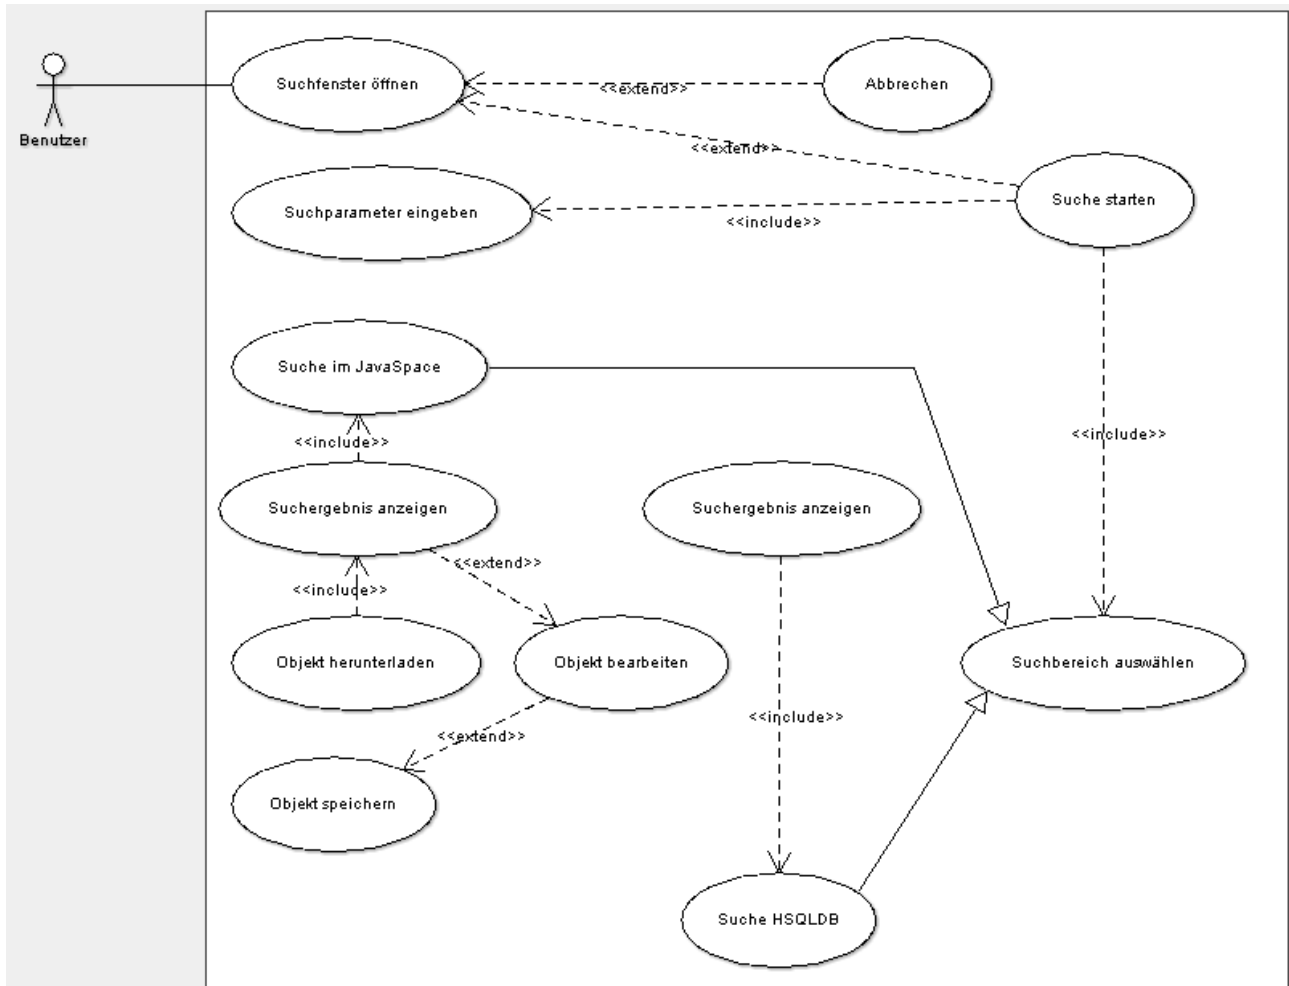 Suchfenster öffnen
Abbrechen
<<extend>>
Benutzer
<<extend>>
Suche starten
Suchparameter eingeben
<<include>>
Suche im JavaSpace
<<include>>
<<include>>
Suchergebnis anzeigen
Suchergebnis anzeigen
<<extend>>
<<include>>
Objekt herunterladen
Objekt bearbeiten
Suchbereich auswählen
<<include>>
<<extend>>
Objekt speichern
Suche HSQLDB